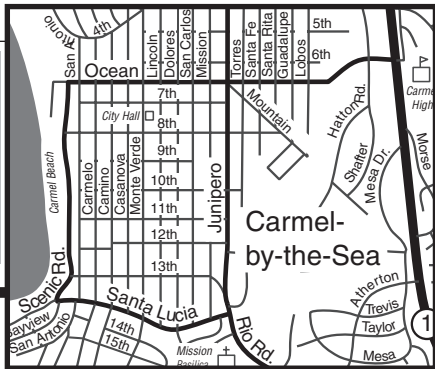 San A
Antonio
4th
Lincoln
Dolores
San Carlos
Mission
Torres
Santa Fe
Santa Rita
Guadalupe
Lobos
5th
6th
Ocean
7th
Mountain
City Hall
8th
Hatton Rd.
Carme
High
Morse
Carmel Beach
Carmelo
Camino
Casanova
Monte Verde
9th
10th
11th
12th
13th
Junipero
Shafter
Mesa Dr.
Carmel-
by-the-Sea
Scenic Rd.
Santa Lucia
Rio Rd.
Atherton
Trevis
Taylor
Mesa
1
Bayview
San Antonio
14th
15th
Mission
Basilica